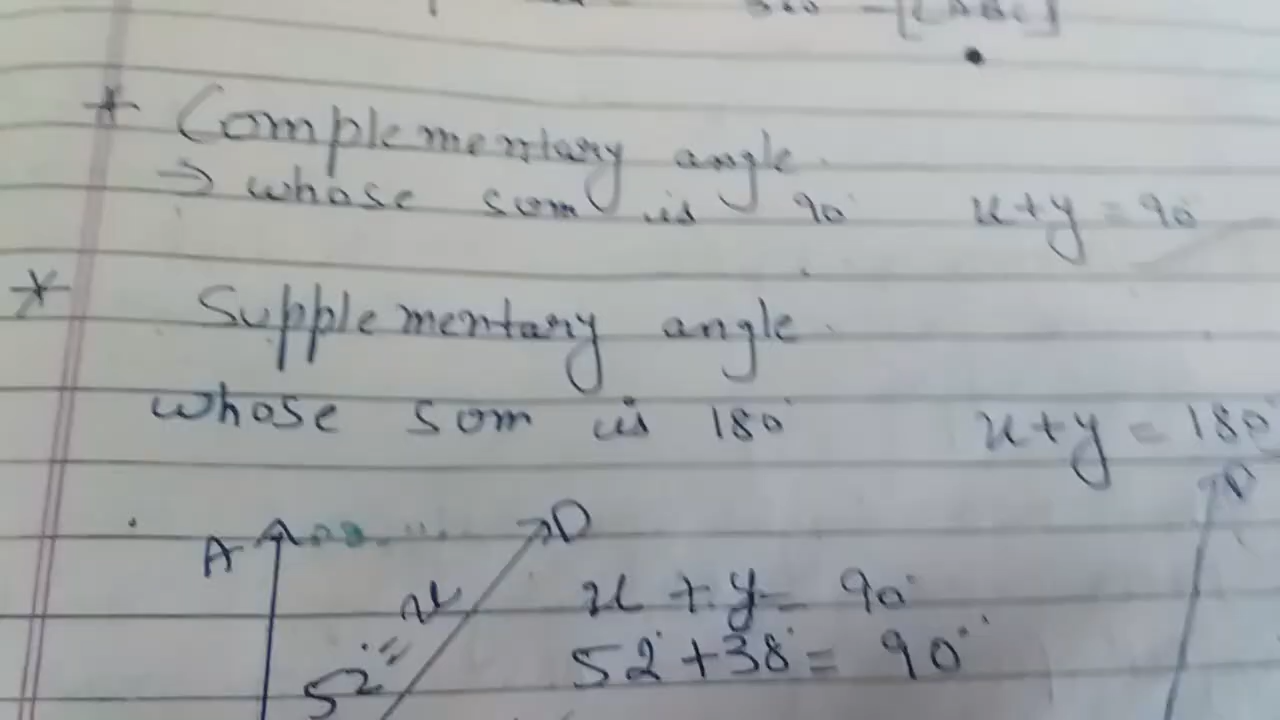 * Complementary angle.
→ whose som is 90° x+y=90°
* Supplementary angle.
whose som is 180° x+y=180°
A D D
x x + y = 90°
52°= 52°+38°= 90°